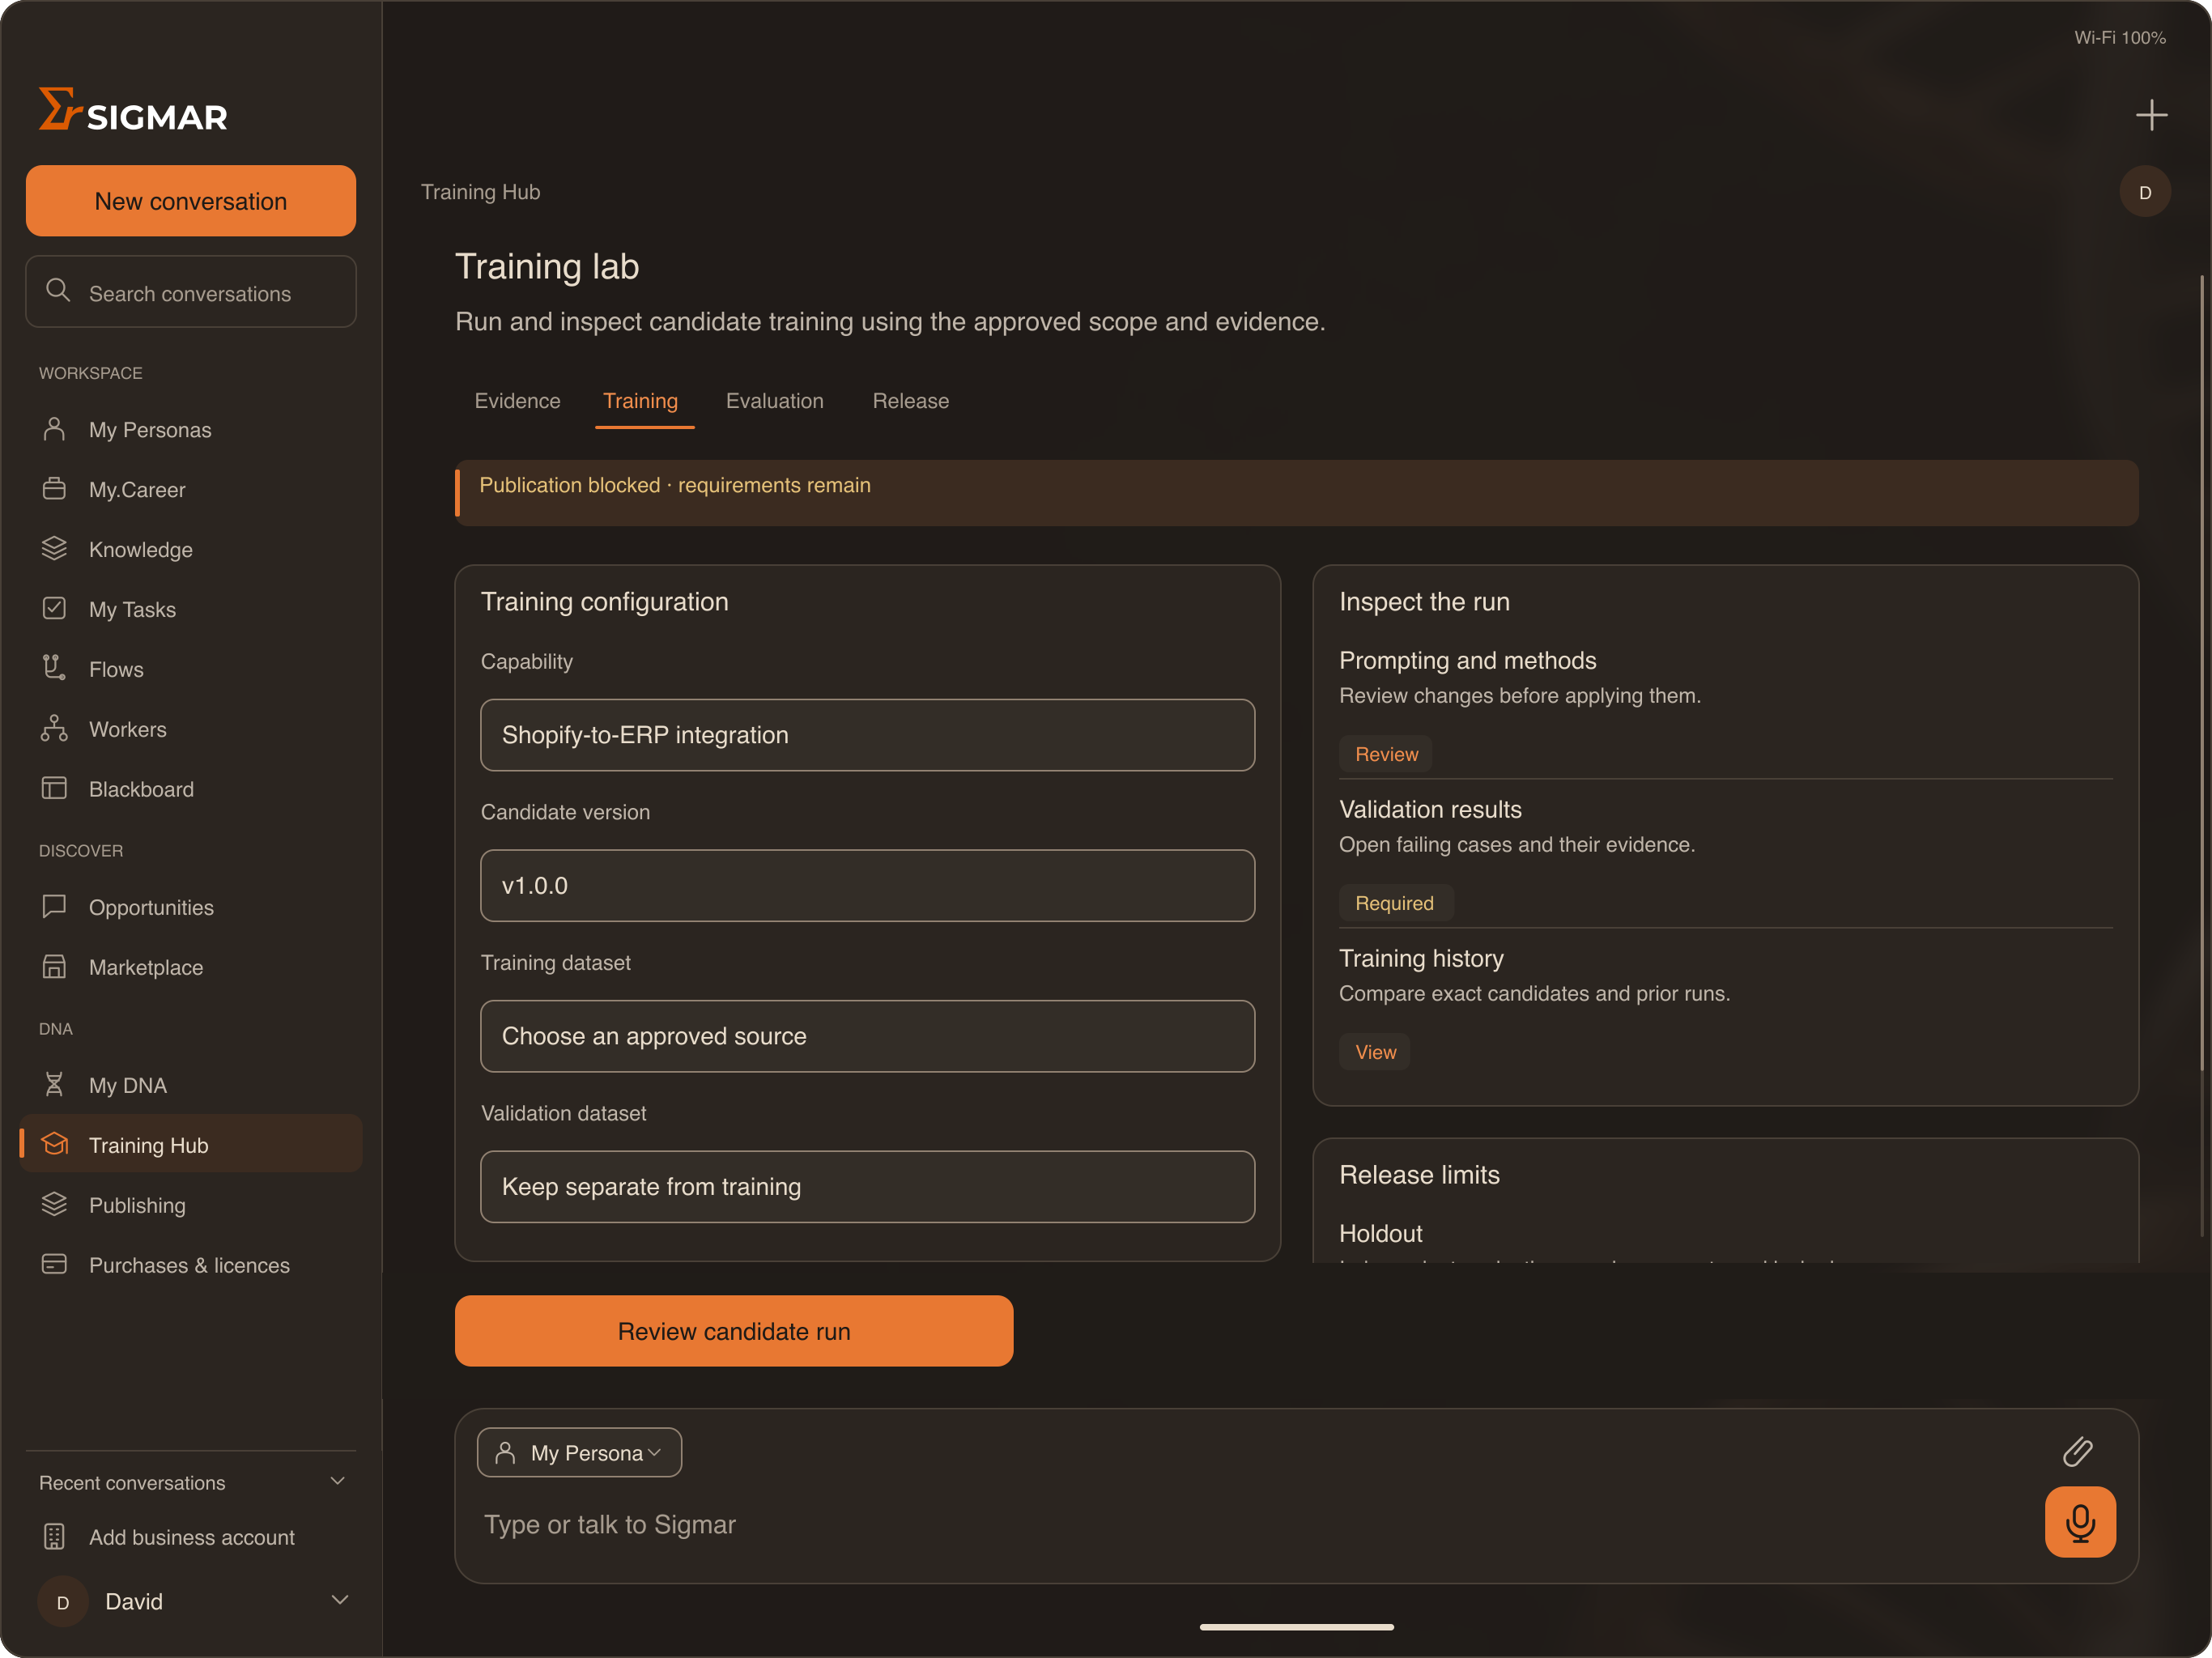 Wi-Fi 100%
Σr SIGMAR
New conversation
Search conversations
WORKSPACE
My Personas
My.Career
Knowledge
My Tasks
Flows
Workers
Blackboard
DISCOVER
Opportunities
Marketplace
DNA
My DNA
Training Hub
Publishing
Purchases & licences
Recent conversations
Add business account
D
David
Training Hub
D
Training lab
Run and inspect candidate training using the approved scope and evidence.
Evidence
Training
Evaluation
Release
Publication blocked · requirements remain
Training configuration
Capability
Shopify-to-ERP integration
Candidate version
v1.0.0
Training dataset
Choose an approved source
Validation dataset
Keep separate from training
Inspect the run
Prompting and methods
Review changes before applying them.
Review
Validation results
Open failing cases and their evidence.
Required
Training history
Compare exact candidates and prior runs.
View
Release limits
Holdout
Review candidate run
My Persona
Type or talk to Sigmar